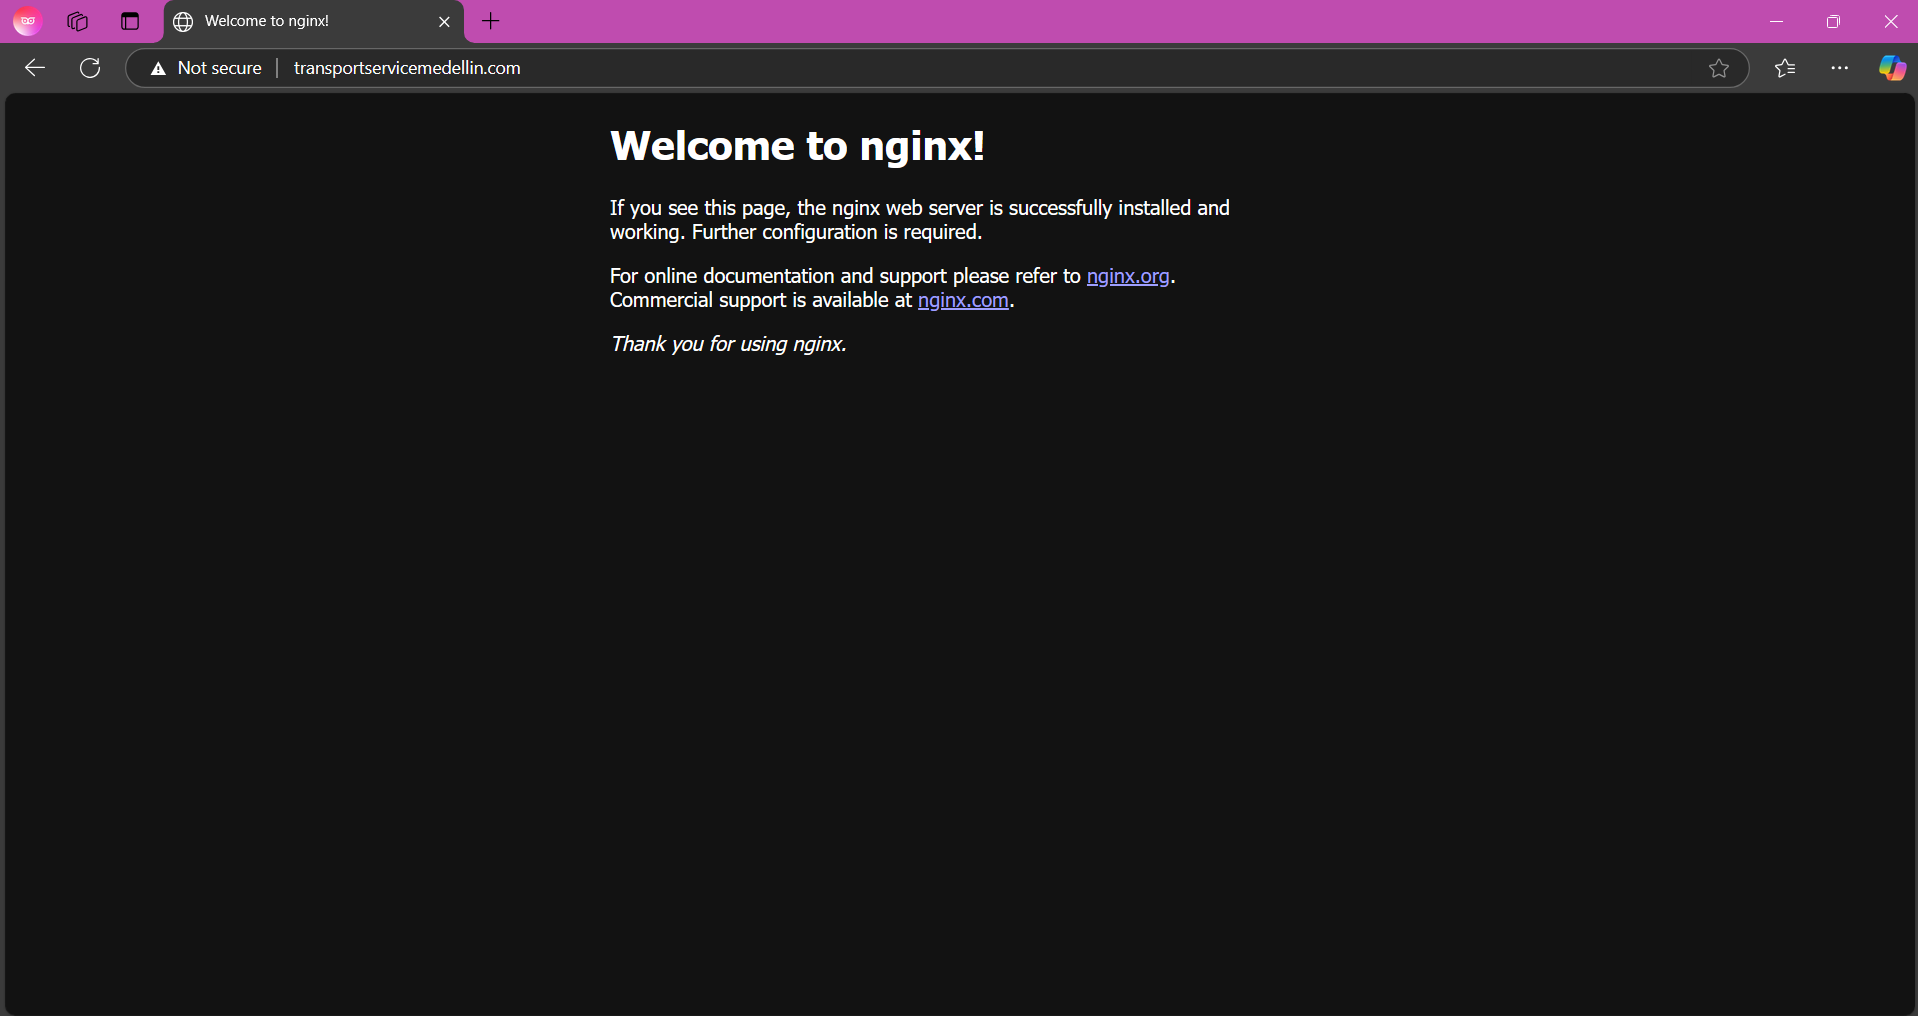 Welcome to nginx!
Not secure
transportservicemedellin.com
Welcome to nginx!
If you see this page, the nginx web server is successfully installed and
working. Further configuration is required.
For online documentation and support please refer to nginx.org.
Commercial support is available at nginx.com.
Thank you for using nginx.